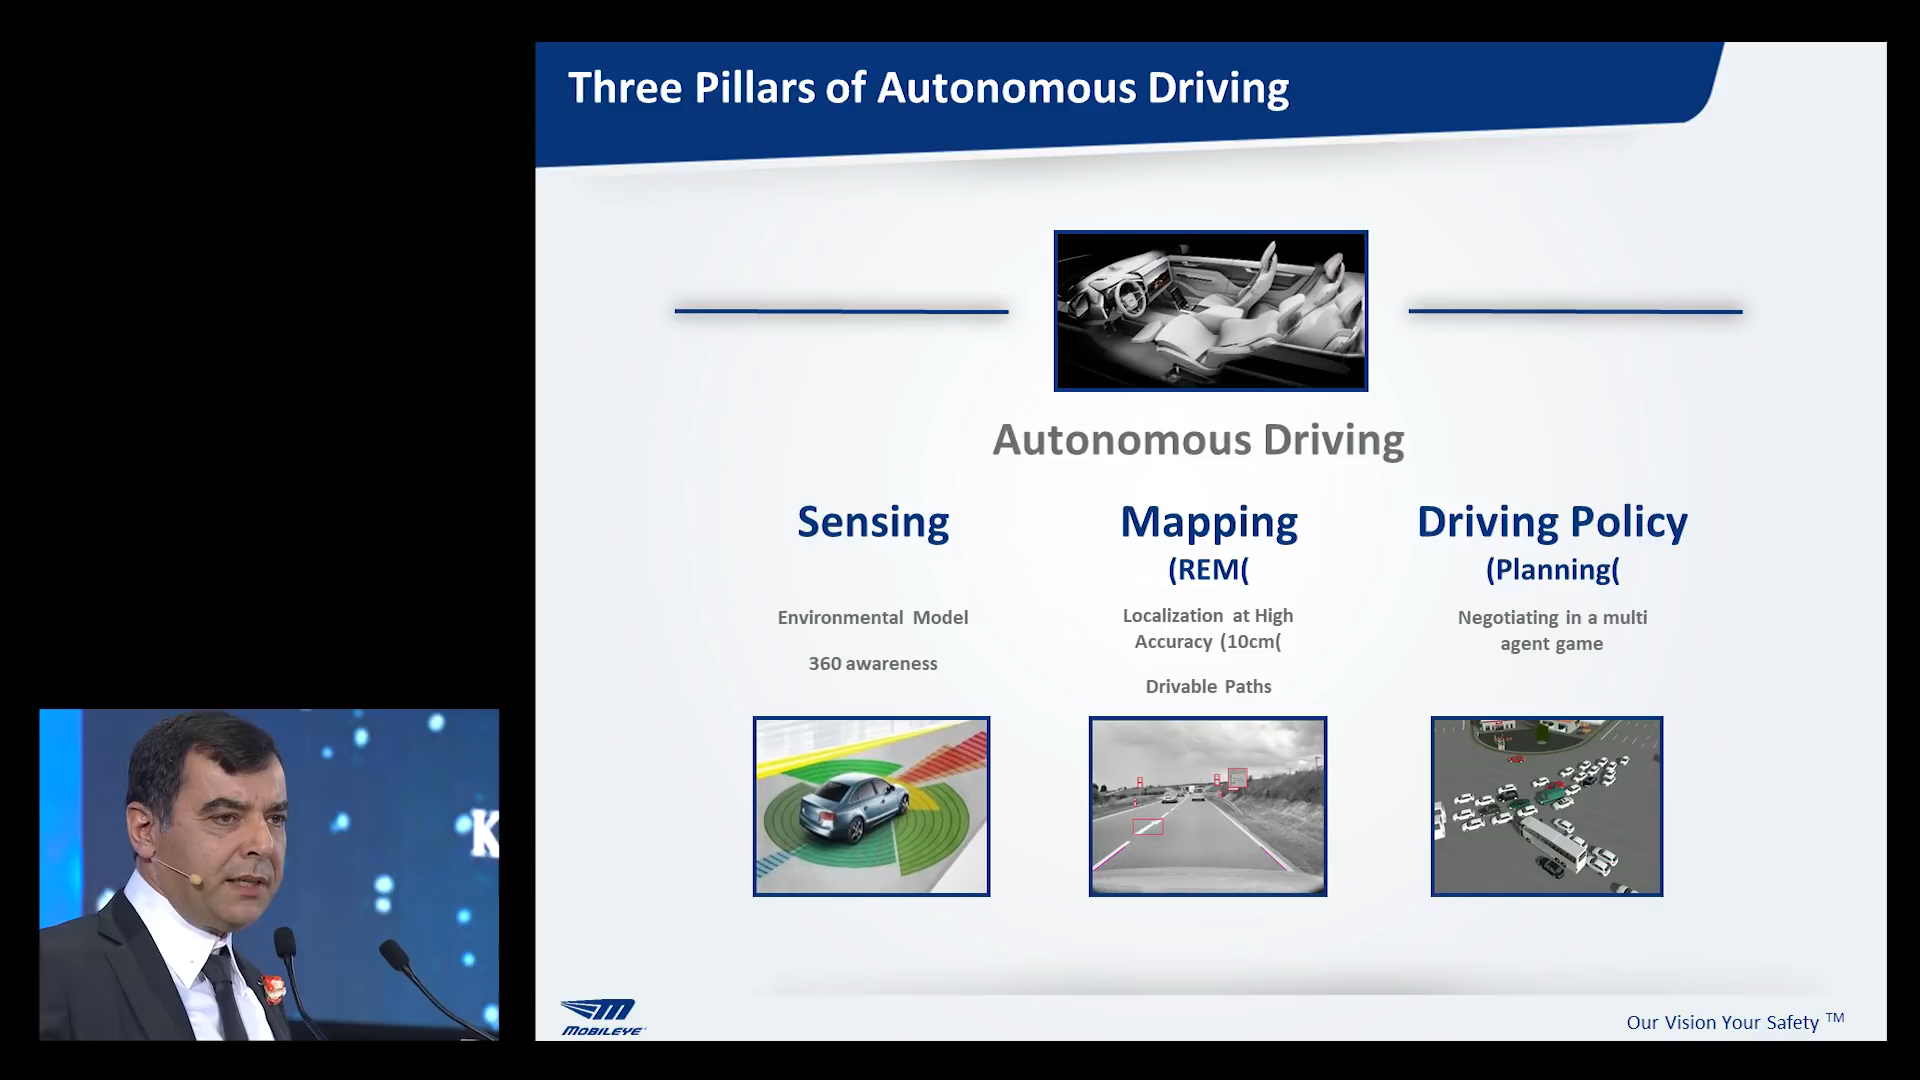 Three Pillars of Autonomous Driving
Autonomous Driving
Sensing
Environmental Model
360 awareness
Mapping
(REM(
Localization at High
Accuracy (10cm(
Drivable Paths
Driving Policy
(Planning(
Negotiating in a multi
agent game
K
MOBILEYE
Our Vision Your Safety TM